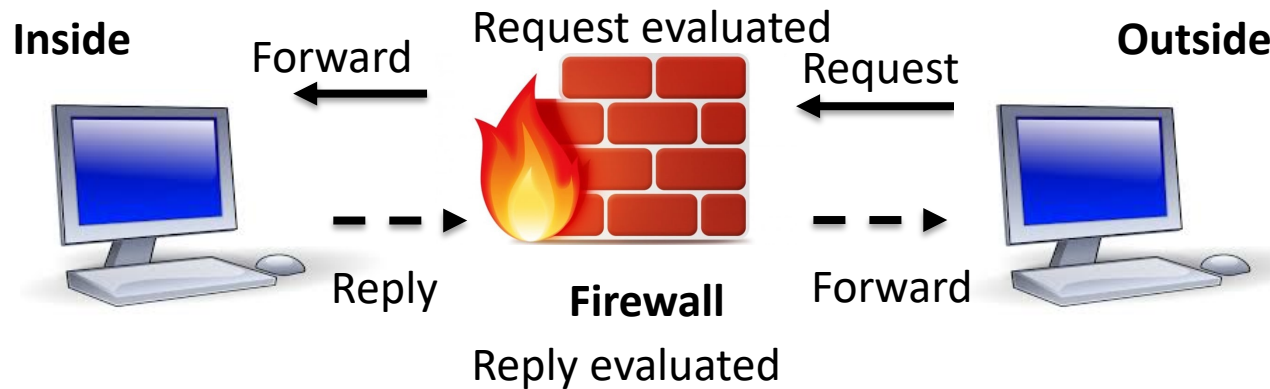 Inside
Forward
Request evaluated
Request
Outside
Reply
Firewall
Forward
Reply evaluated